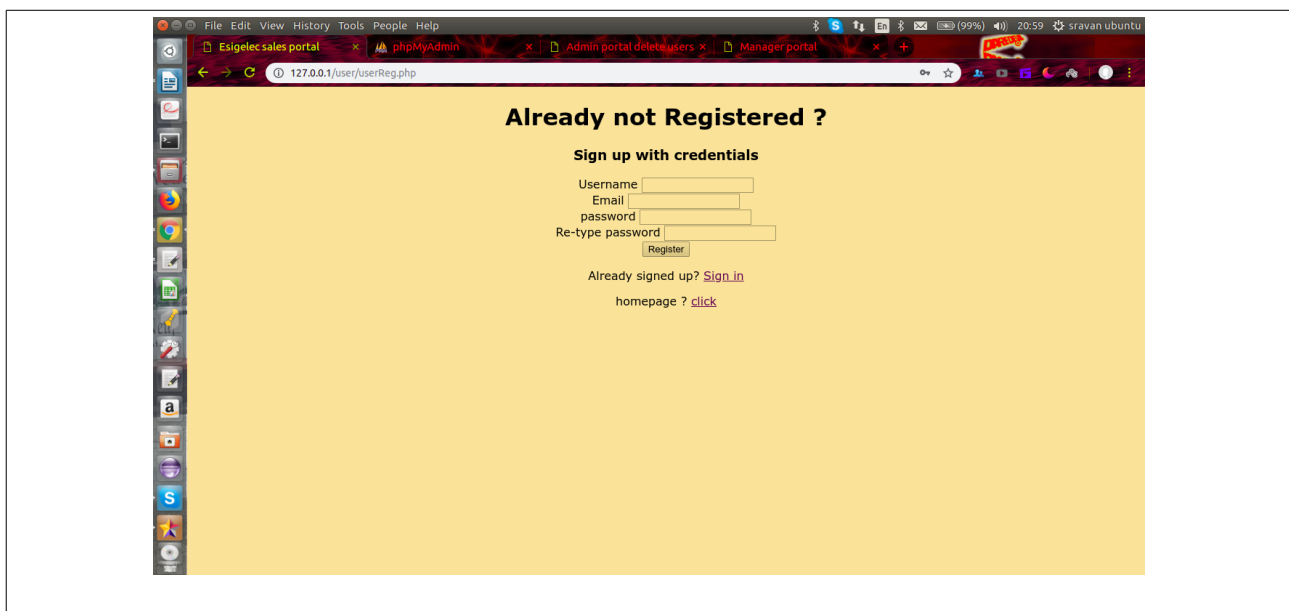 File Edit View History Tools People Help
En (99%) 20:59 sravan ubuntu
Esigelec sales portal × phpMyAdmin × Admin portal delete users × Manager portal × +
127.0.0.1/user/userReg.php
Already not Registered ?
Sign up with credentials
Username
Email
password
Re-type password
Register
Already signed up? Sign in
homepage ? click